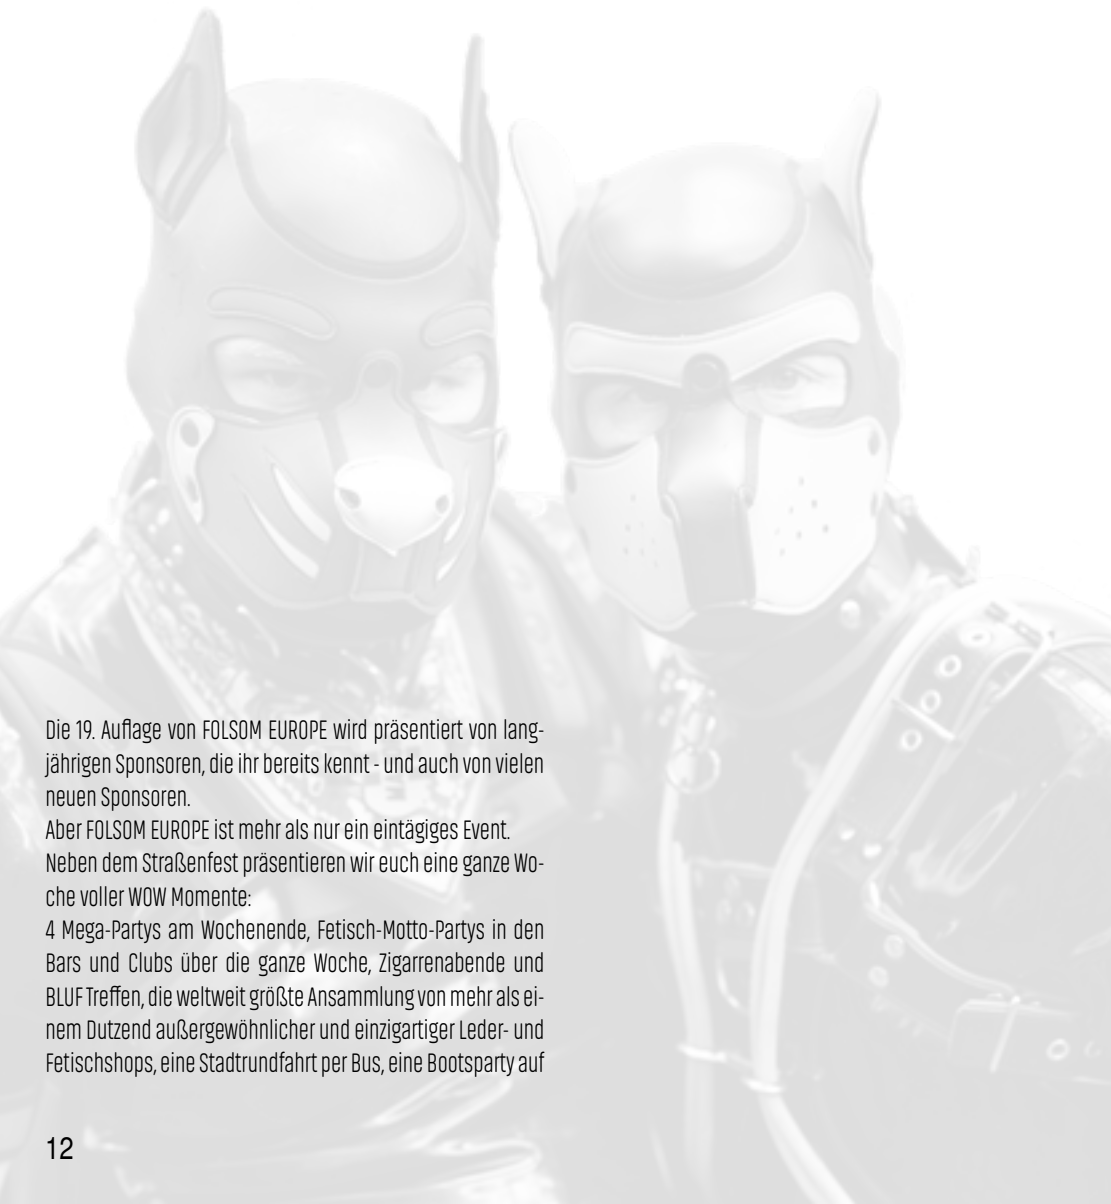 Die 19. Auflage von FOLSOM EUROPE wird präsentiert von lang-
jährigen Sponsoren, die ihr bereits kennt - und auch von vielen
neuen Sponsoren.
Aber FOLSOM EUROPE ist mehr als nur ein eintägiges Event.
Neben dem Straßenfest präsentieren wir euch eine ganze Wo-
che voller WOW Momente:
4 Mega-Partys am Wochenende, Fetisch-Motto-Partys in den
Bars und Clubs über die ganze Woche, Zigarrenabende und
BLUF Treffen, die weltweit größte Ansammlung von mehr als ei-
nem Dutzend außergewöhnlicher und einzigartiger Leder- und
Fetischshops, eine Stadtrundfahrt per Bus, eine Bootsparty auf
12